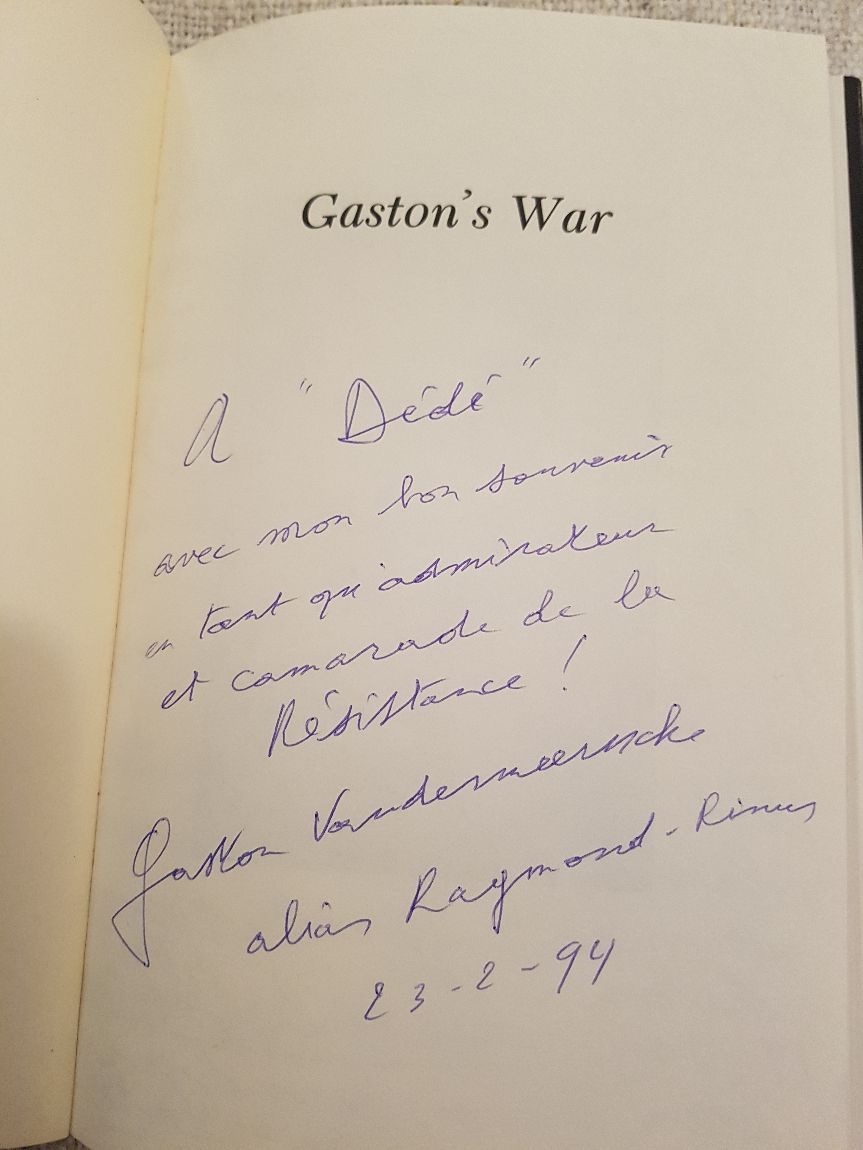 Gaston's War
A "Dédé"
avec mon bon souvenir
en tant qu'admirateur
et camarade de la
Résistance !
Gaston Vandermeerssche
alias Raymond - Rinus
23-2-94